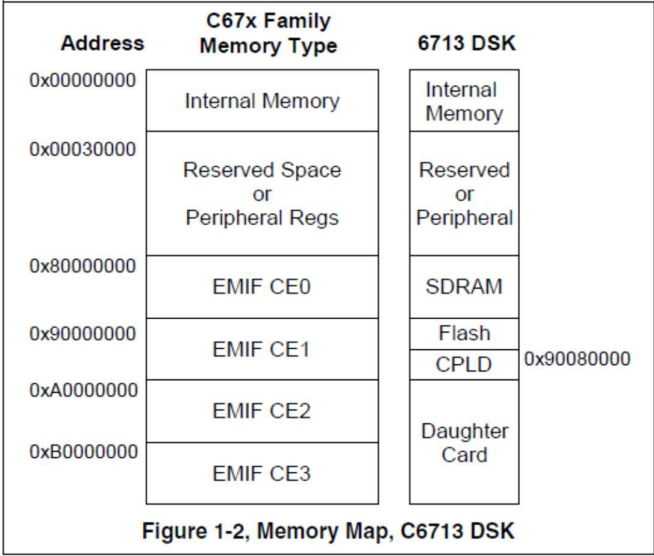 C67x Family
Address Memory Type 6713 DSK
0x00000000
Internal Memory
Internal
Memory
0x00030000
Reserved Space
or
Peripheral Regs
Reserved
or
Peripheral
0x80000000
EMIF CE0
SDRAM
0x90000000
EMIF CE1
Flash
CPLD
0x90080000
0xA0000000
EMIF CE2
Daughter
Card
0xB0000000
EMIF CE3
Figure 1-2, Memory Map, C6713 DSK